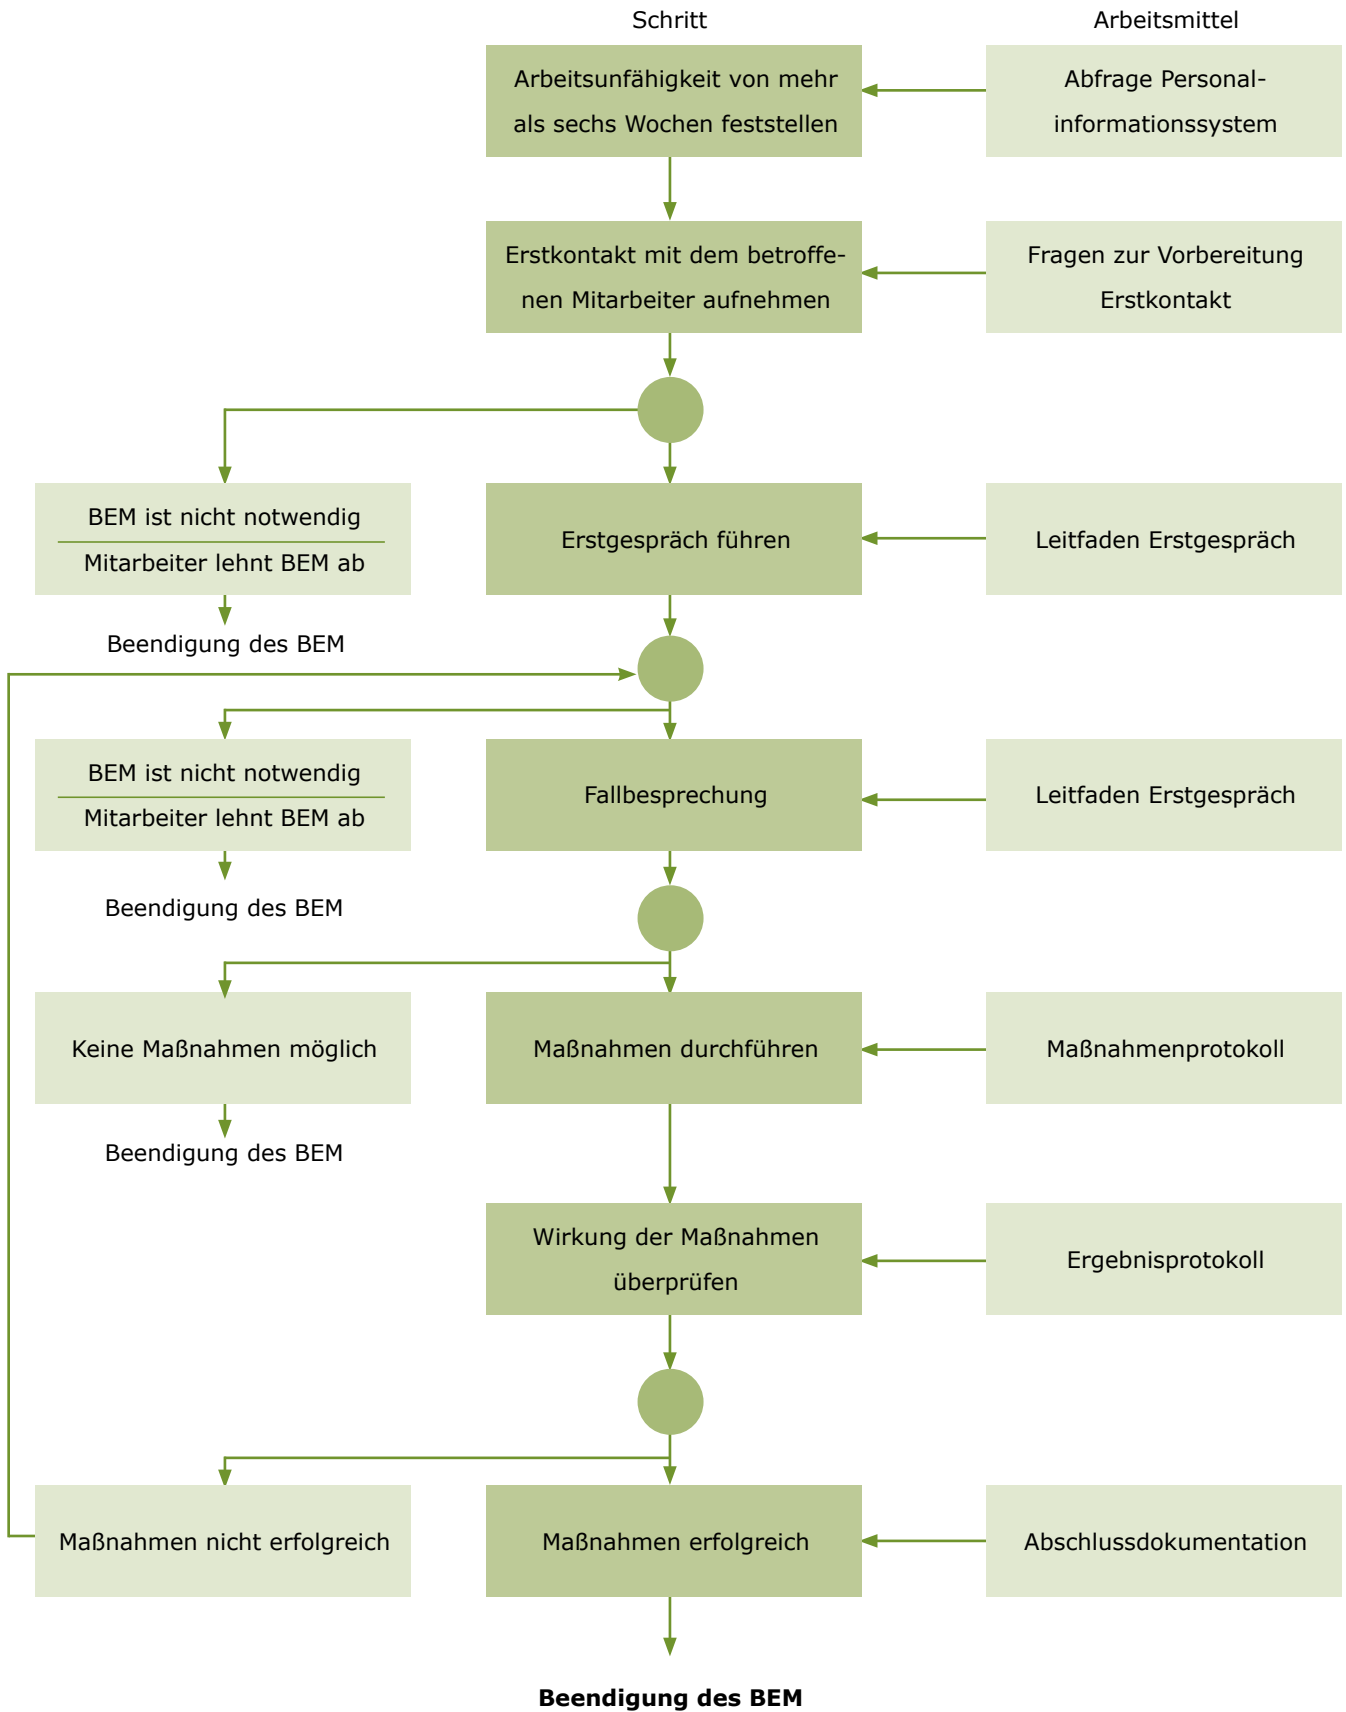 Schritt
Arbeitsmittel
Arbeitsunfähigkeit von mehr
als sechs Wochen feststellen
Abfrage Personal-
informationssystem
Erstkontakt mit dem betroffe-
nen Mitarbeiter aufnehmen
Fragen zur Vorbereitung
Erstkontakt
BEM ist nicht notwendig
Mitarbeiter lehnt BEM ab
Erstgespräch führen
Leitfaden Erstgespräch
Beendigung des BEM
BEM ist nicht notwendig
Mitarbeiter lehnt BEM ab
Fallbesprechung
Leitfaden Erstgespräch
Beendigung des BEM
Keine Maßnahmen möglich
Maßnahmen durchführen
Maßnahmenprotokoll
Beendigung des BEM
Wirkung der Maßnahmen
überprüfen
Ergebnisprotokoll
Maßnahmen nicht erfolgreich
Maßnahmen erfolgreich
Abschlussdokumentation
Beendigung des BEM